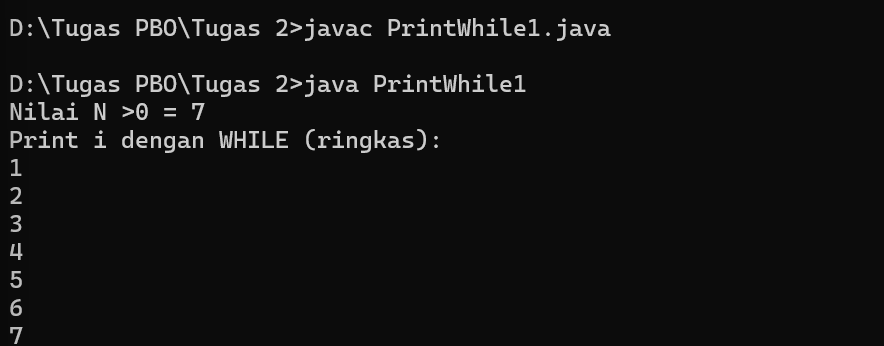 D:\Tugas PBO\Tugas 2>javac PrintWhile1.java
D:\Tugas PBO\Tugas 2>java PrintWhile1
Nilai N >0 = 7
Print i dengan WHILE (ringkas):
1
2
3
4
5
6
7